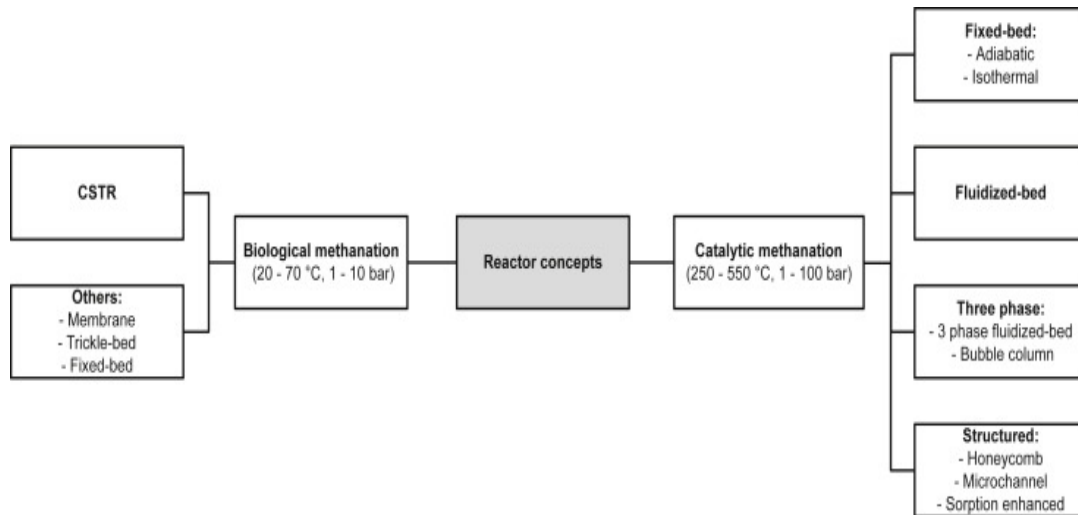 CSTR
Others:
- Membrane
- Trickle-bed
- Fixed-bed
Biological methanation
(20 - 70 °C, 1 - 10 bar)
Reactor concepts
Catalytic methanation
(250 - 550 °C, 1 - 100 bar)
Fixed-bed:
- Adiabatic
- Isothermal
Fluidized-bed
Three phase:
- 3 phase fluidized-bed
- Bubble column
Structured:
- Honeycomb
- Microchannel
- Sorption enhanced